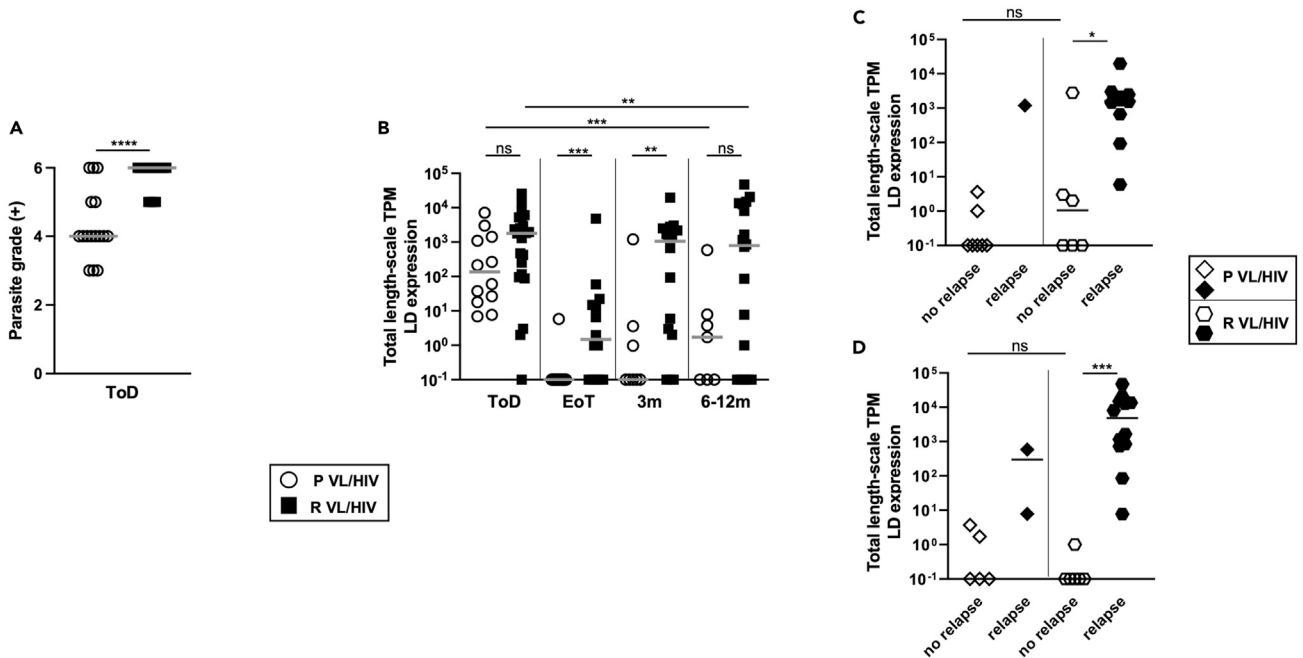 A
Parasite grade (+)
****
6
4
2
0
ToD
B
Total length-scale TPM
LD expression
**
***
ns
***
**
ns
10^5
10^4
10^3
10^2
10^1
10^0
10^-1
ToD
EoT
3m
6-12m
P VL/HIV
R VL/HIV
C
Total length-scale TPM
LD expression
ns
*
10^5
10^4
10^3
10^2
10^1
10^0
10^-1
no relapse
relapse
no relapse
relapse
P VL/HIV
R VL/HIV
D
Total length-scale TPM
LD expression
ns
***
10^5
10^4
10^3
10^2
10^1
10^0
10^-1
no relapse
relapse
no relapse
relapse